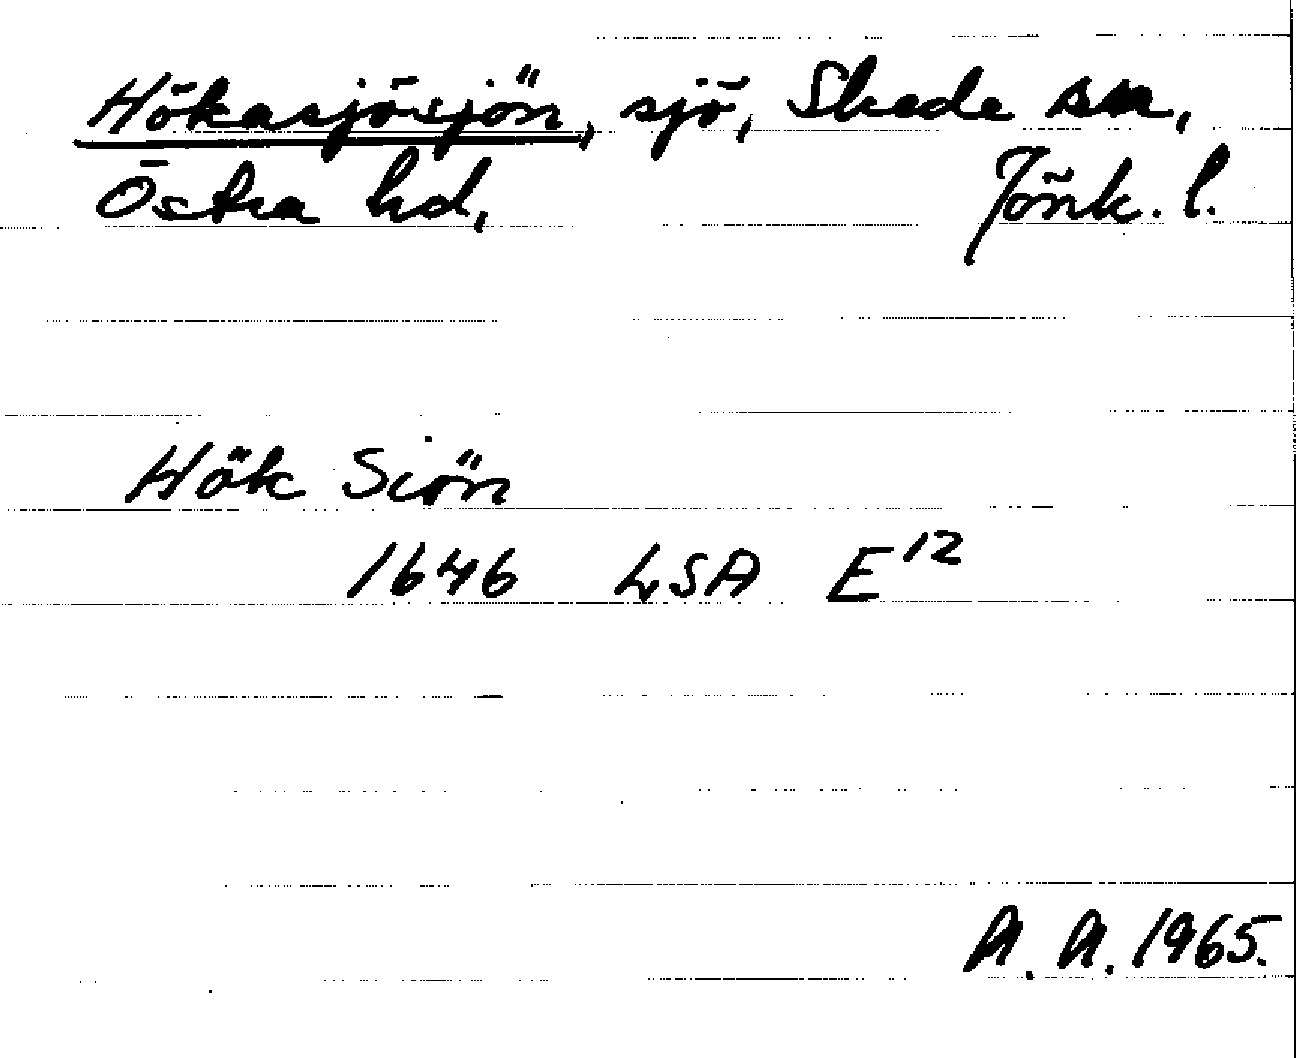 Hökasjösjön, sjö, Skede sn,
Östra hd, Jönk. l.
Hök Siön
1646 LSA E12
A. A. 1965.